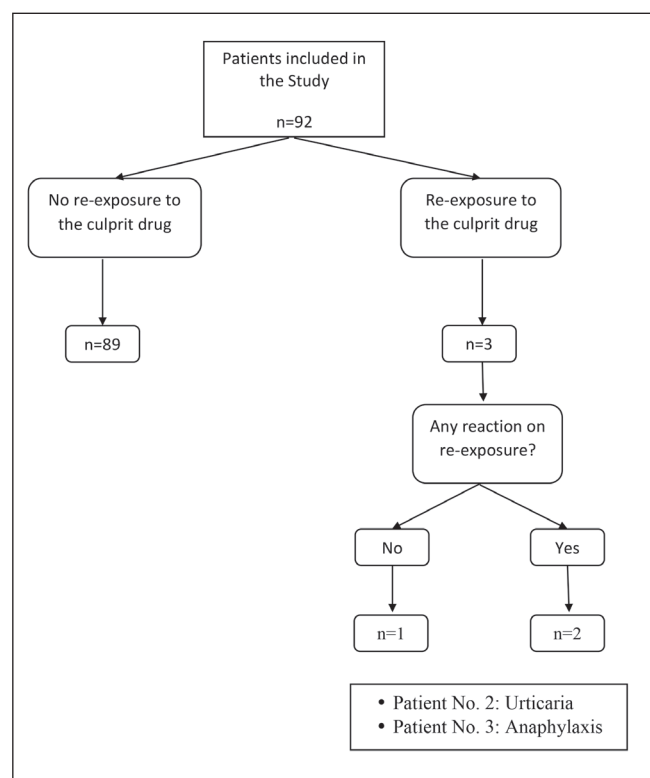 Patients included in
the Study
n=92
No re-exposure to
the culprit drug
Re-exposure to
the culprit drug
n=89
n=3
Any reaction on
re-exposure?
No
Yes
n=1
n=2
• Patient No. 2: Urticaria
• Patient No. 3: Anaphylaxis